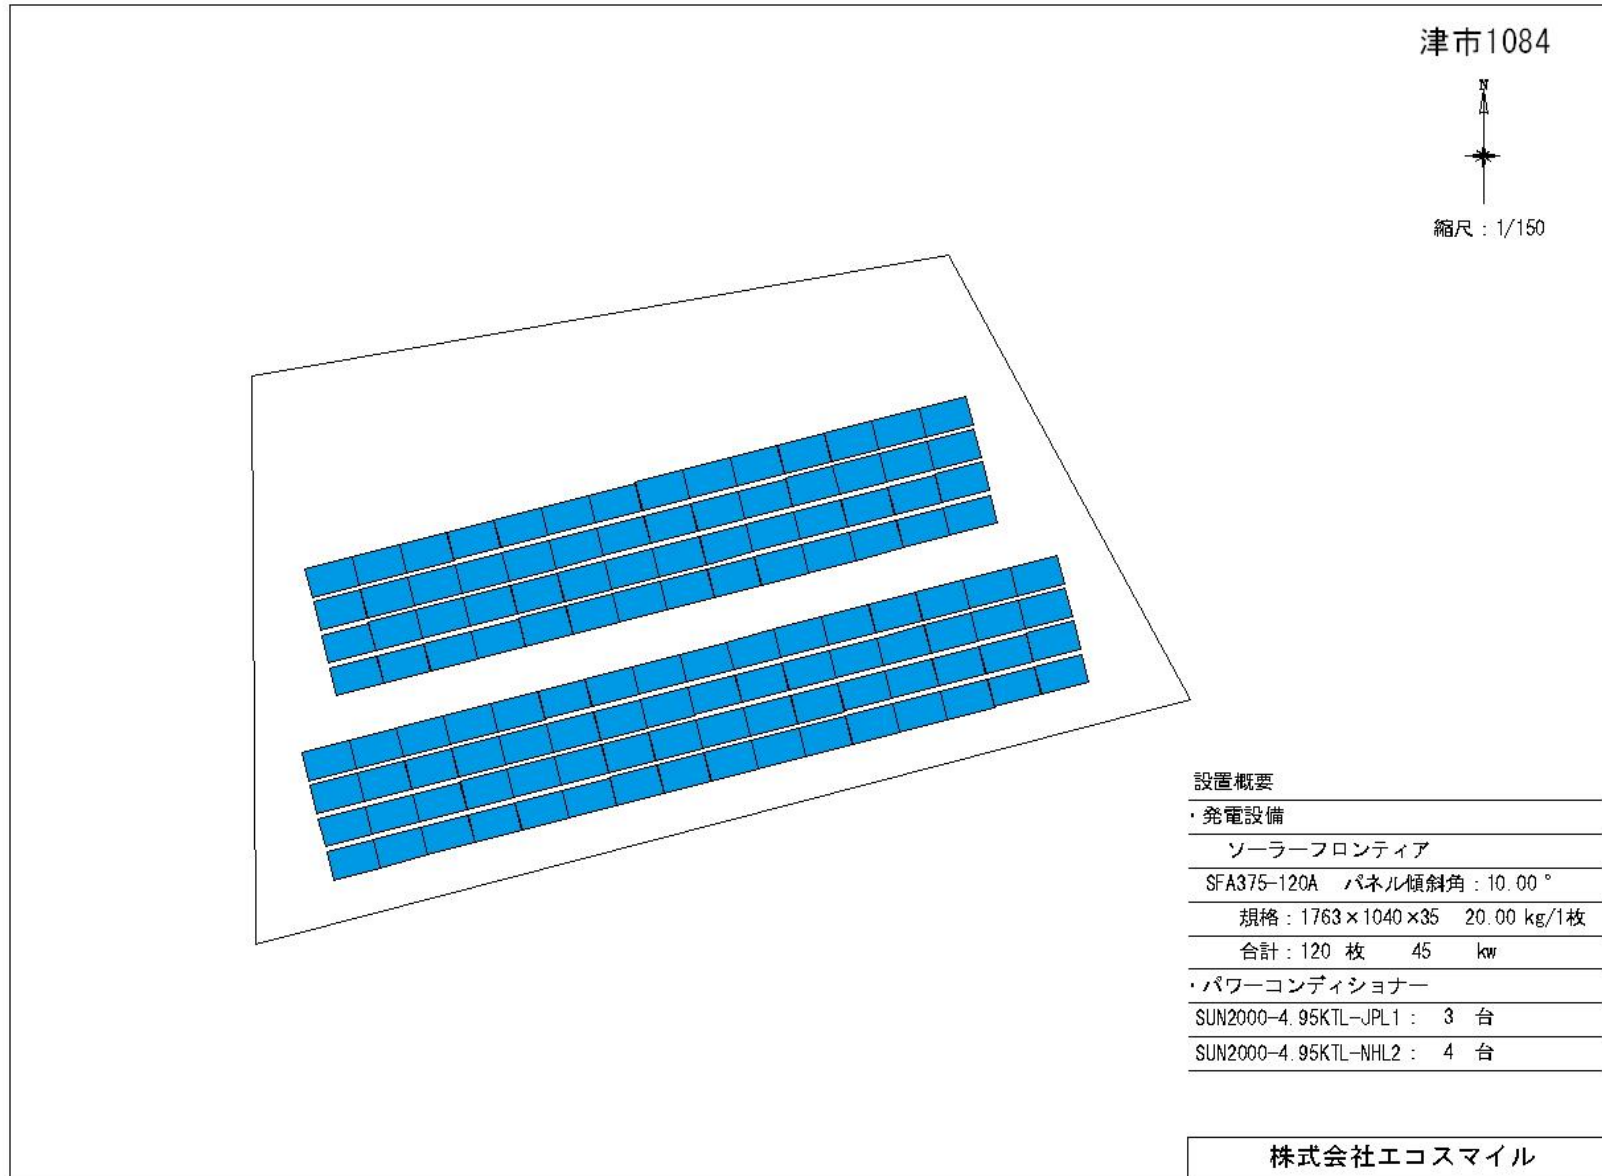 津市1084
N
縮尺：1/150
設置概要
・発電設備
ソーラーフロンティア
SFA375-120A パネル傾斜角：10.00°
規格：1763×1040×35 20.00 kg/1枚
合計：120 枚 45 kw
・パワーコンディショナー
SUN2000-4.95KTL-JPL1： 3 台
SUN2000-4.95KTL-NHL2： 4 台
株式会社エコスマイル